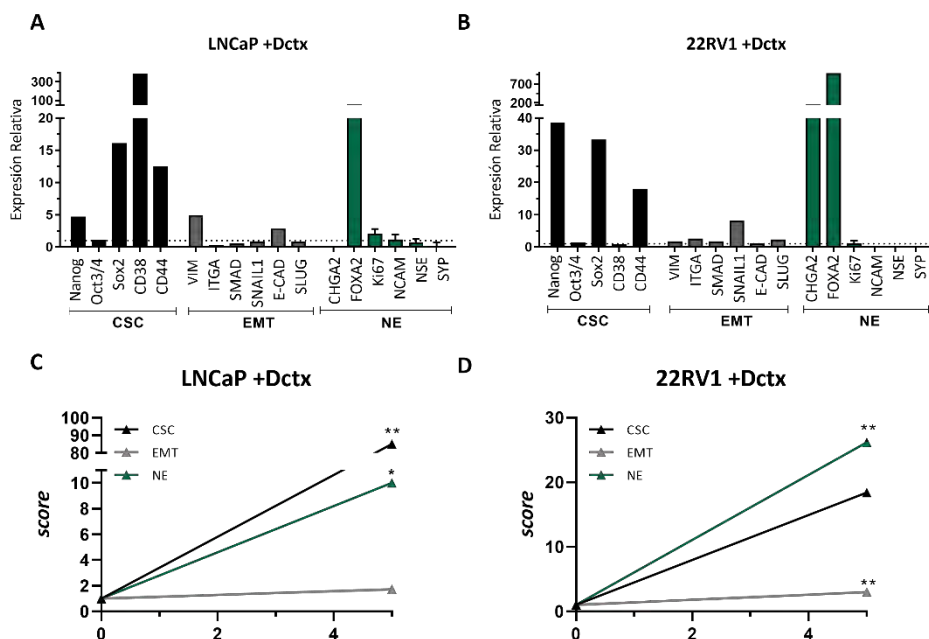 A
LNCaP +Dctx
Expresión Relativa
300
100
20
15
10
5
0
Nanog
Oct3/4
Sox2
CD38
CD44
VIM
ITGA
SMAD
SNAIL1
E-CAD
SLUG
CHGA2
FOXA2
Ki67
NCAM
NSE
SYP
CSC
EMT
NE
B
22RV1 +Dctx
Expresión Relativa
700
200
40
30
20
10
0
Nanog
Oct3/4
Sox2
CD38
CD44
VIM
ITGA
SMAD
SNAIL1
E-CAD
SLUG
CHGA2
FOXA2
Ki67
NCAM
NSE
SYP
CSC
EMT
NE
C
LNCaP +Dctx
score
100
90
80
10
8
6
4
2
0
CSC
EMT
NE
**
*
0
2
4
D
22RV1 +Dctx
score
30
20
10
0
CSC
EMT
NE
**
**
0
2
4